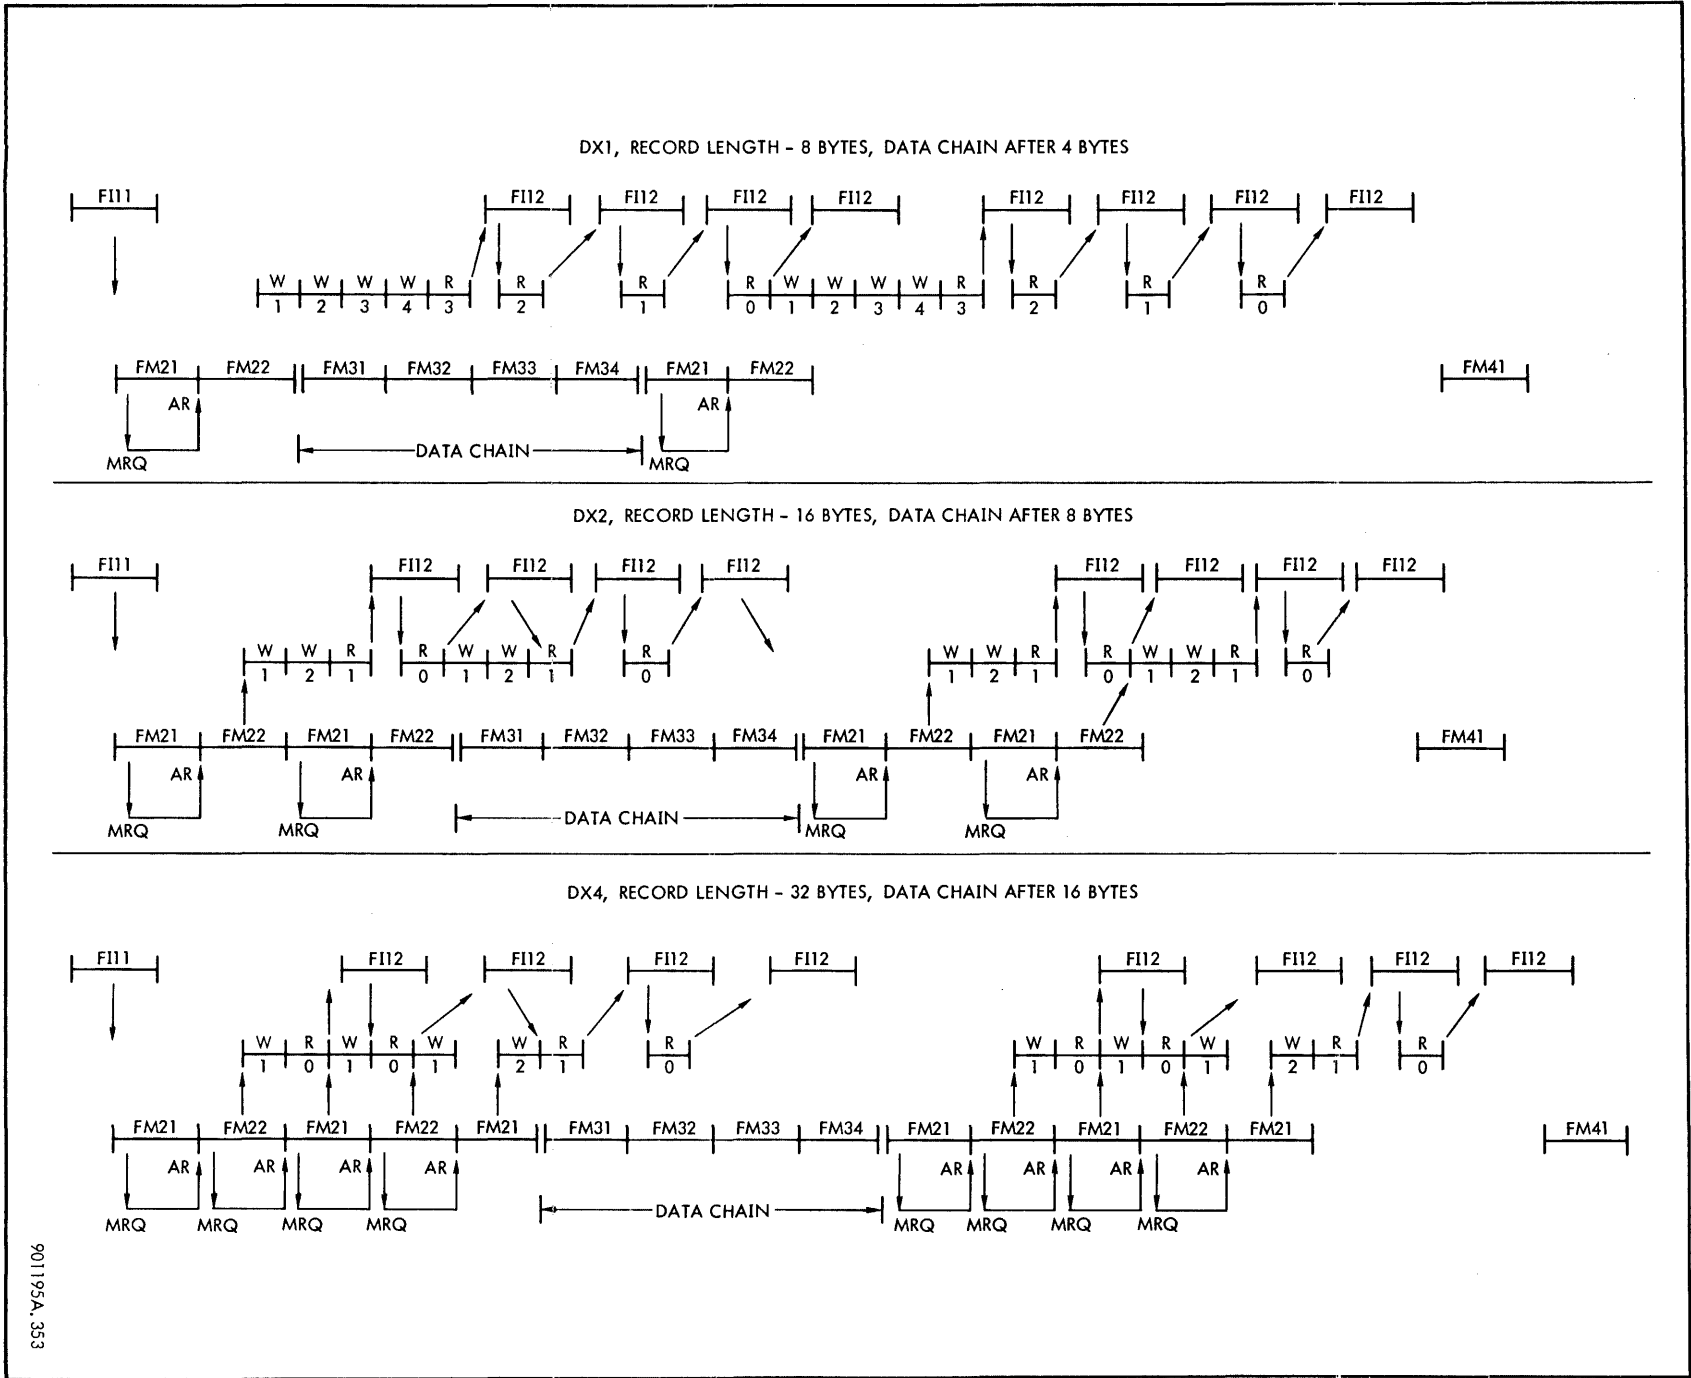 DX1, RECORD LENGTH - 8 BYTES, DATA CHAIN AFTER 4 BYTES
FI11 FI12 FI12 FI12 FI12 FI12 FI12 FI12 FI12
W W W W R R R R W W W W R R R R
1 2 3 4 3 2 1 0 1 2 3 4 3 2 1 0
FM21 FM22 FM31 FM32 FM33 FM34 FM21 FM22 FM41
AR AR
DATA CHAIN
MRQ MRQ
DX2, RECORD LENGTH - 16 BYTES, DATA CHAIN AFTER 8 BYTES
FI11 FI12 FI12 FI12 FI12 FI12 FI12 FI12 FI12
W W R R W W R R W W R R W W R R
1 2 1 0 1 2 1 0 1 2 1 0 1 2 1 0
FM21 FM22 FM21 FM22 FM31 FM32 FM33 FM34 FM21 FM22 FM21 FM22 FM41
AR AR AR AR
DATA CHAIN
MRQ MRQ MRQ MRQ
DX4, RECORD LENGTH - 32 BYTES, DATA CHAIN AFTER 16 BYTES
FI11 FI12 FI12 FI12 FI12 FI12 FI12 FI12 FI12
W R W R W W R R W R W R W W R R
1 0 1 0 1 2 1 0 1 0 1 0 1 2 1 0
FM21 FM22 FM21 FM22 FM21 FM31 FM32 FM33 FM34 FM21 FM22 FM21 FM22 FM21 FM41
AR AR AR AR AR AR AR AR
DATA CHAIN
MRQ MRQ MRQ MRQ MRQ MRQ MRQ MRQ
901195A. 353